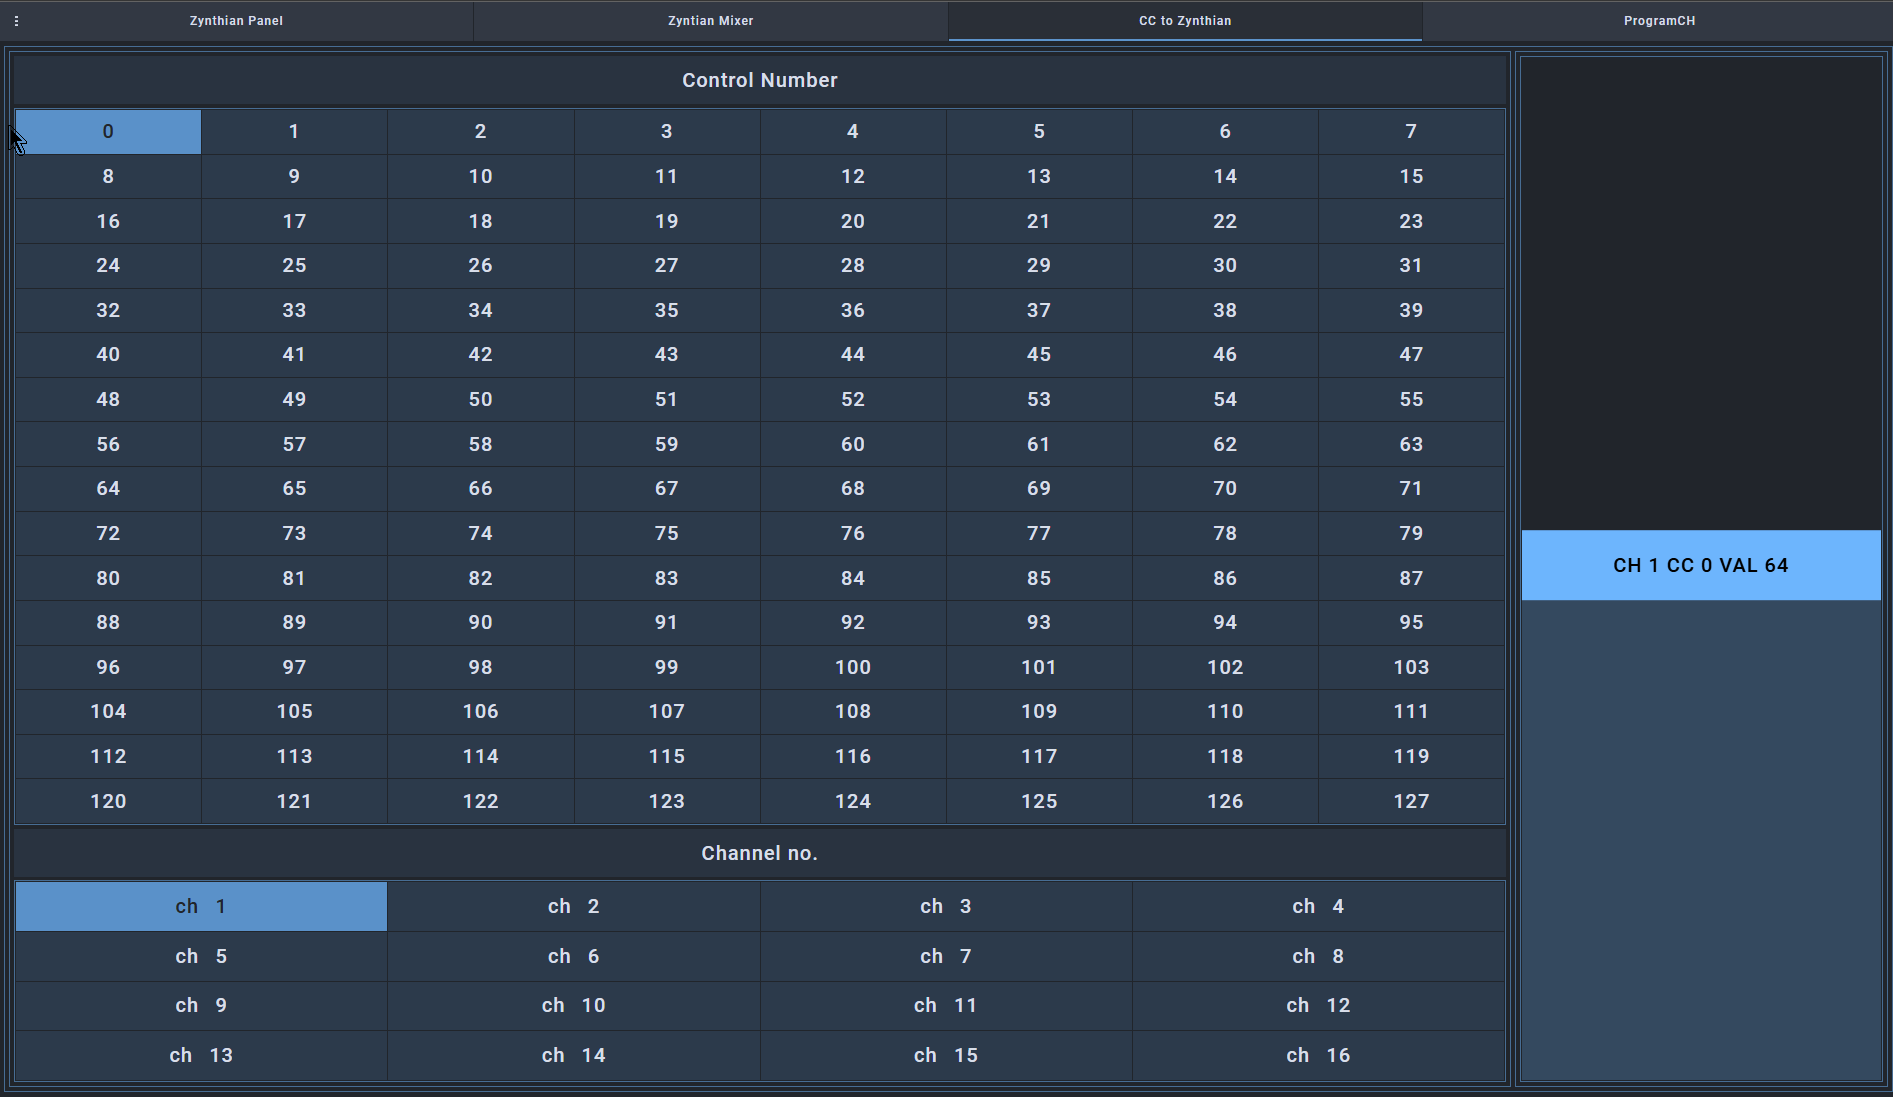 Zynthian Panel Zyntian Mixer CC to Zynthian ProgramCH
Control Number
0 1 2 3 4 5 6 7
8 9 10 11 12 13 14 15
16 17 18 19 20 21 22 23
24 25 26 27 28 29 30 31
32 33 34 35 36 37 38 39
40 41 42 43 44 45 46 47
48 49 50 51 52 53 54 55
56 57 58 59 60 61 62 63
64 65 66 67 68 69 70 71
72 73 74 75 76 77 78 79
80 81 82 83 84 85 86 87
88 89 90 91 92 93 94 95
96 97 98 99 100 101 102 103
104 105 106 107 108 109 110 111
112 113 114 115 116 117 118 119
120 121 122 123 124 125 126 127
Channel no.
ch 1 ch 2 ch 3 ch 4
ch 5 ch 6 ch 7 ch 8
ch 9 ch 10 ch 11 ch 12
ch 13 ch 14 ch 15 ch 16
CH 1 CC 0 VAL 64